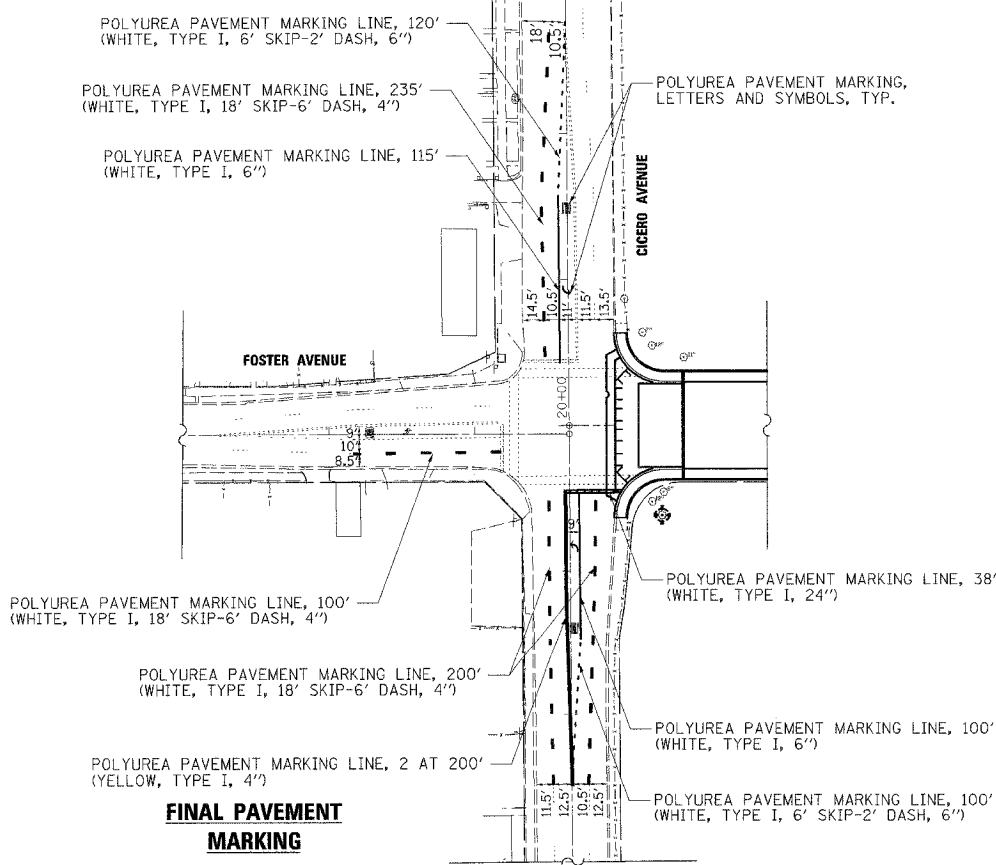 POLYUREA PAVEMENT MARKING LINE, 120'
(WHITE, TYPE I, 6' SKIP-2' DASH, 6")
18'
10.5'
POLYUREA PAVEMENT MARKING LINE, 235'
(WHITE, TYPE I, 18' SKIP-6' DASH, 4")
POLYUREA PAVEMENT MARKING,
LETTERS AND SYMBOLS, TYP.
POLYUREA PAVEMENT MARKING LINE, 115'
(WHITE, TYPE I, 6")
CICERO AVENUE
14.5'
10.5'
11'
11.5'
13.5'
FOSTER AVENUE
20+00
9'
10'
8.5'
9'
POLYUREA PAVEMENT MARKING LINE, 38'
(WHITE, TYPE I, 24")
POLYUREA PAVEMENT MARKING LINE, 100'
(WHITE, TYPE I, 18' SKIP-6' DASH, 4")
POLYUREA PAVEMENT MARKING LINE, 200'
(WHITE, TYPE I, 18' SKIP-6' DASH, 4")
POLYUREA PAVEMENT MARKING LINE, 100'
(WHITE, TYPE I, 6")
POLYUREA PAVEMENT MARKING LINE, 2 AT 200'
(YELLOW, TYPE I, 4")
POLYUREA PAVEMENT MARKING LINE, 100'
(WHITE, TYPE I, 6' SKIP-2' DASH, 6")
11.5'
12.5'
10.5'
12.5'
FINAL PAVEMENT
MARKING